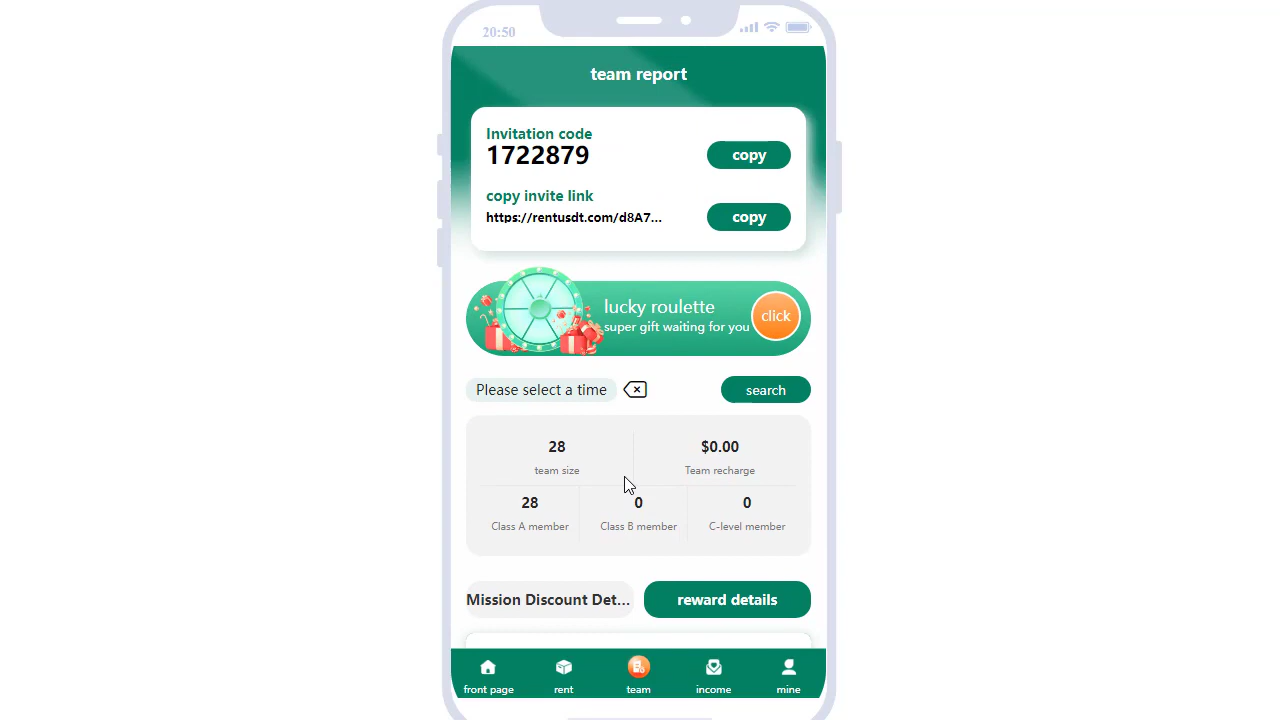 20:50
team report
Invitation code
1722879
copy
copy invite link
https://rentusdt.com/d8A7...
copy
lucky roulette
super gift waiting for you
click
Please select a time
search
28
team size
$0.00
Team recharge
28
Class A member
0
Class B member
0
C-level member
Mission Discount Det...
reward details
front page
rent
team
income
mine